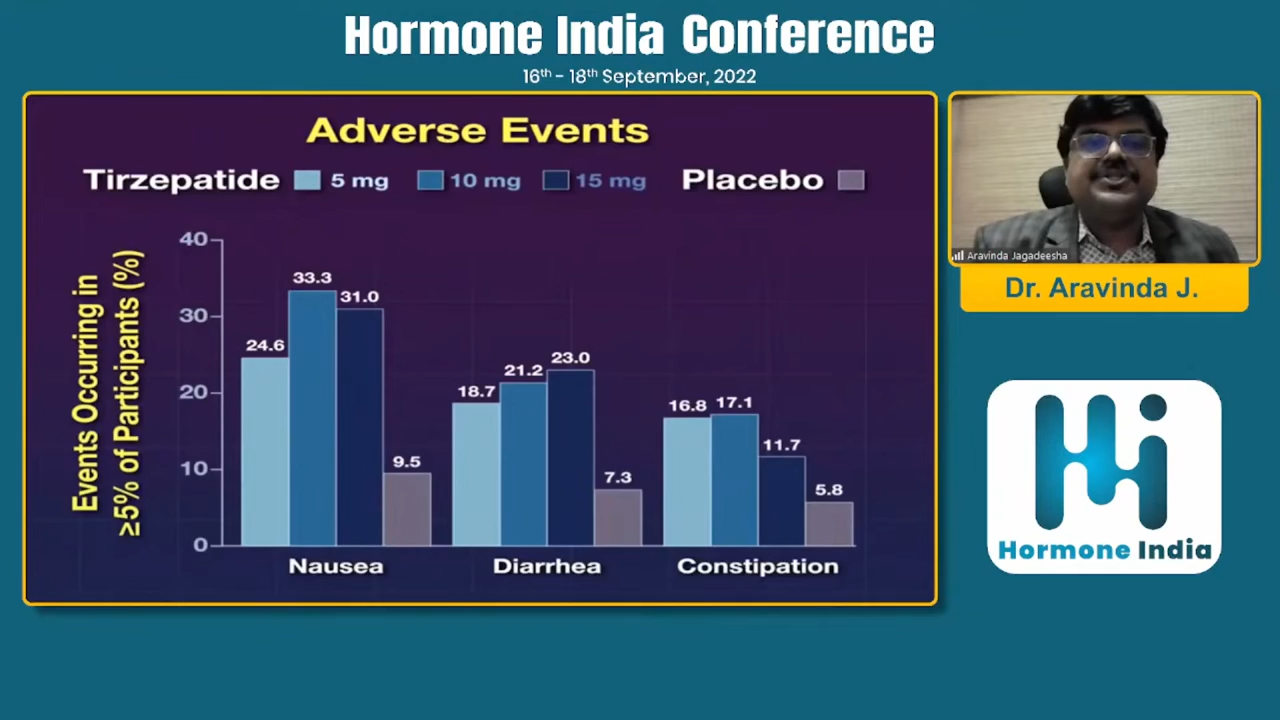 Hormone India Conference
16th - 18th September, 2022
Adverse Events
Tirzepatide 5 mg 10 mg 15 mg Placebo
Events Occurring in
≥5% of Participants (%)
40
30
20
10
0
24.6
33.3
31.0
9.5
18.7
21.2
23.0
7.3
16.8
17.1
11.7
5.8
Nausea Diarrhea Constipation
Aravinda Jagadeesha
Dr. Aravinda J.
Hormone India